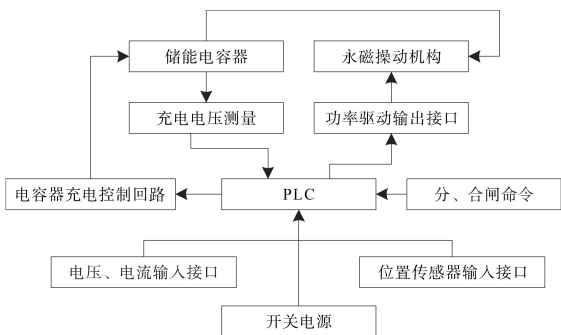 储能电容器
永磁操动机构
充电电压测量
功率驱动输出接口
电容器充电控制回路
PLC
分、合闸命令
电压、电流输入接口
位置传感器输入接口
开关电源